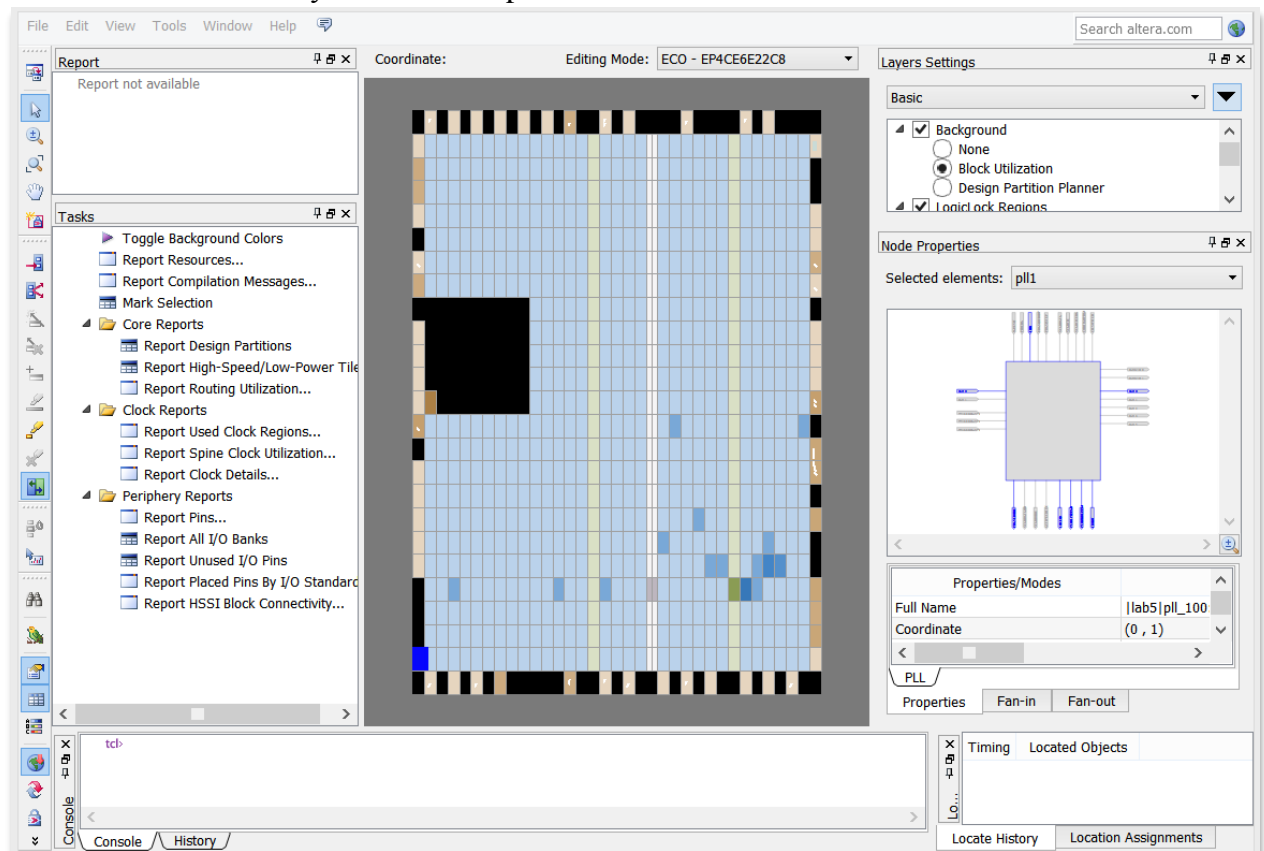 File Edit View Tools Window Help
Search altera.com
Report
Report not available
Coordinate:
Editing Mode: ECO - EP4CE6E22C8
Layers Settings
Basic
Background
None
Block Utilization
Design Partition Planner
LogicLock Regions
Tasks
Toggle Background Colors
Report Resources...
Report Compilation Messages...
Mark Selection
Core Reports
Report Design Partitions
Report High-Speed/Low-Power Tile
Report Routing Utilization...
Clock Reports
Report Used Clock Regions...
Report Spine Clock Utilization...
Report Clock Details...
Periphery Reports
Report Pins...
Report All I/O Banks
Report Unused I/O Pins
Report Placed Pins By I/O Standard
Report HSSI Block Connectivity...
Node Properties
Selected elements: pll1
Properties/Modes
Full Name |lab5|pll_100
Coordinate (0 , 1)
PLL
Properties Fan-in Fan-out
tcl>
Console
Console History
Timing Located Objects
Lo...
Locate History Location Assignments